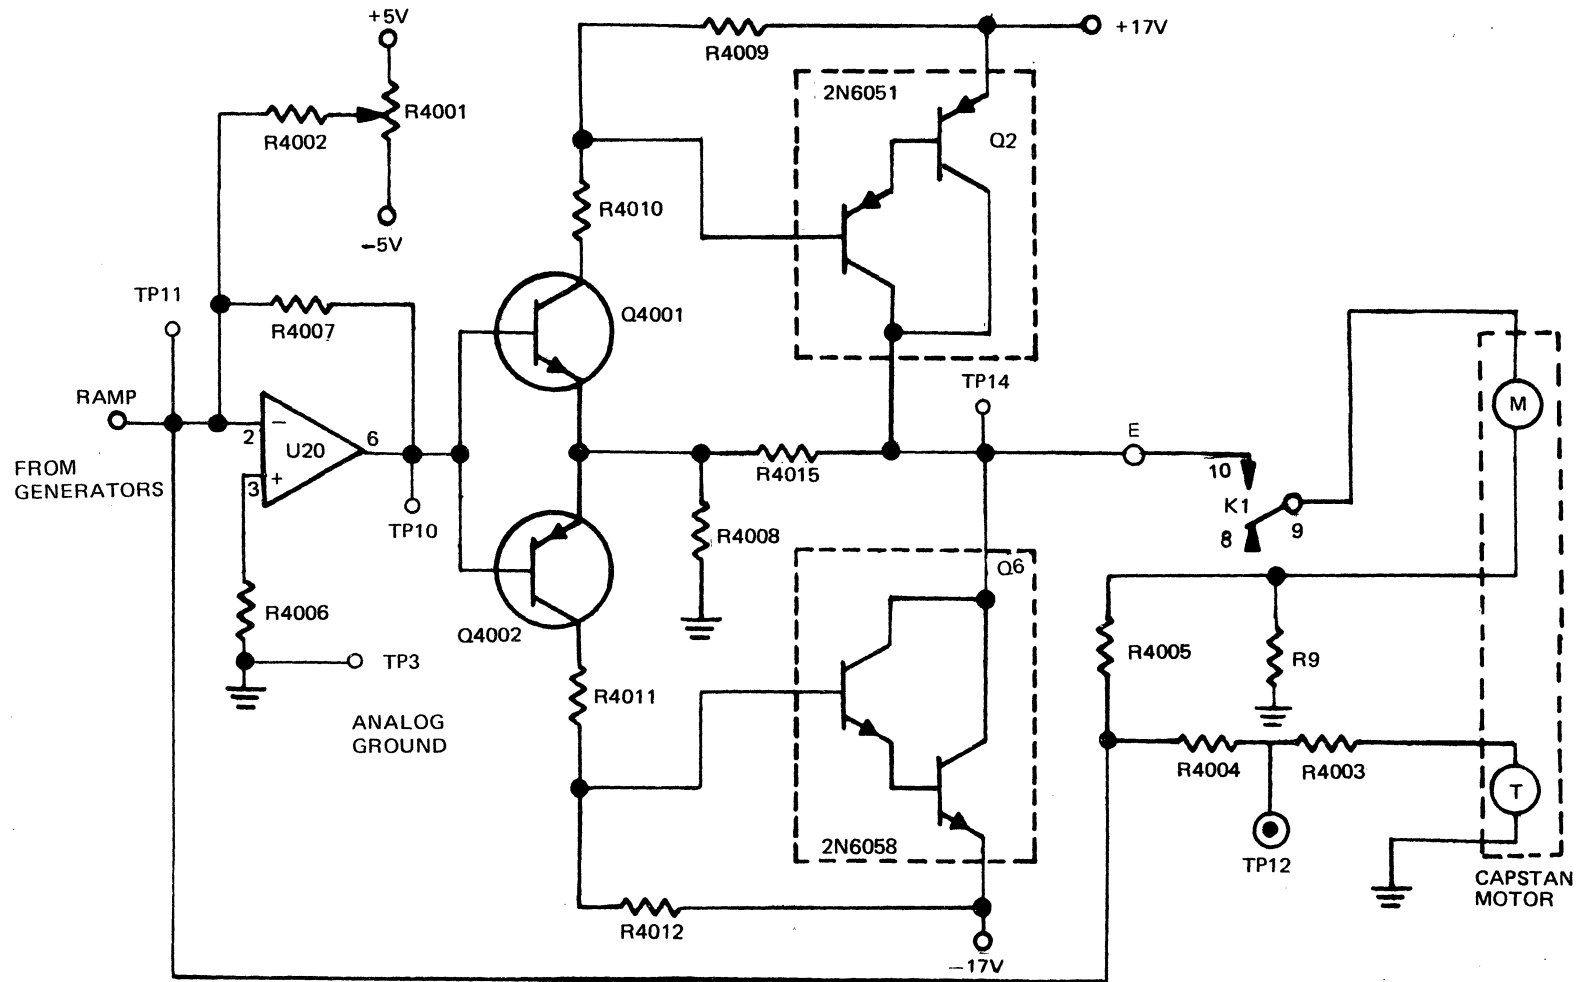 +5V
R4009
+17V
2N6051
R4001
R4002
Q2
R4010
−5V
TP11
Q4001
R4007
TP14
RAMP
M
E
2
−
U20
6
10
FROM
GENERATORS
+
3
R4015
K1
TP10
8
9
R4008
Q6
R4006
Q4002
R4005
R9
TP3
R4011
ANALOG
GROUND
R4004
R4003
T
2N6058
TP12
CAPSTAN
MOTOR
R4012
−17V